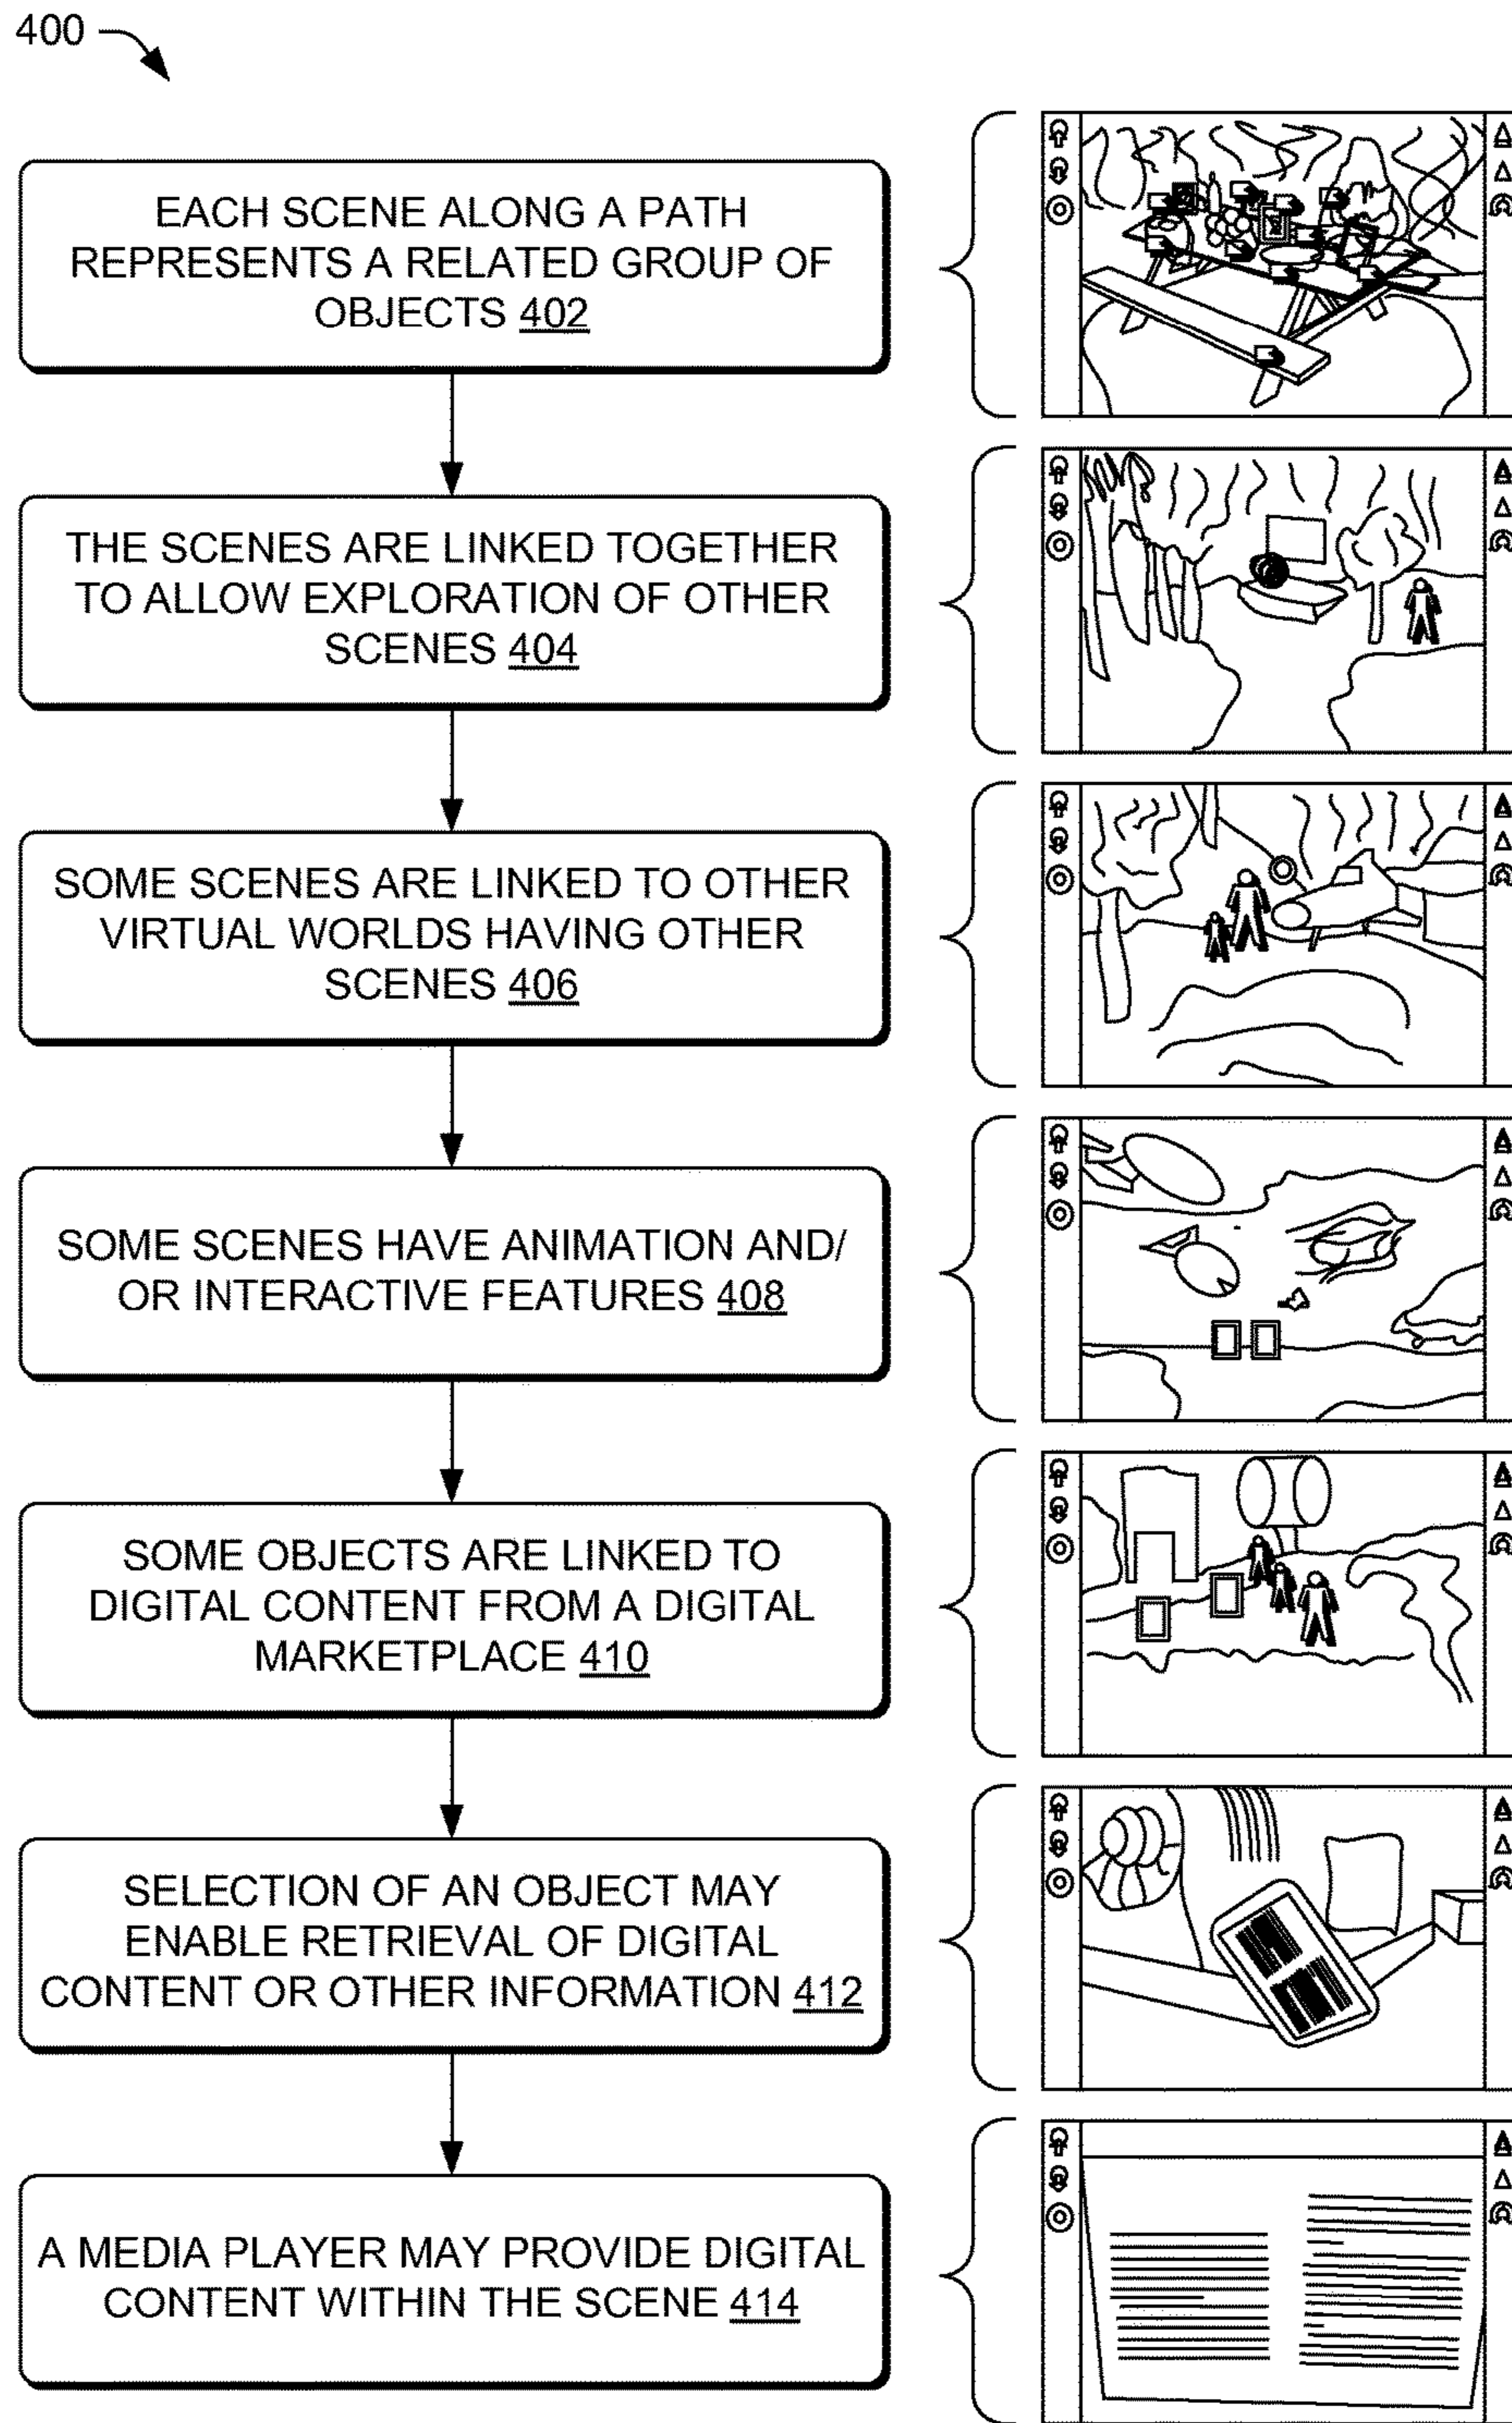 400
EACH SCENE ALONG A PATH
REPRESENTS A RELATED GROUP OF
OBJECTS 402
THE SCENES ARE LINKED TOGETHER
TO ALLOW EXPLORATION OF OTHER
SCENES 404
SOME SCENES ARE LINKED TO OTHER
VIRTUAL WORLDS HAVING OTHER
SCENES 406
SOME SCENES HAVE ANIMATION AND/
OR INTERACTIVE FEATURES 408
SOME OBJECTS ARE LINKED TO
DIGITAL CONTENT FROM A DIGITAL
MARKETPLACE 410
SELECTION OF AN OBJECT MAY
ENABLE RETRIEVAL OF DIGITAL
CONTENT OR OTHER INFORMATION 412
A MEDIA PLAYER MAY PROVIDE DIGITAL
CONTENT WITHIN THE SCENE 414